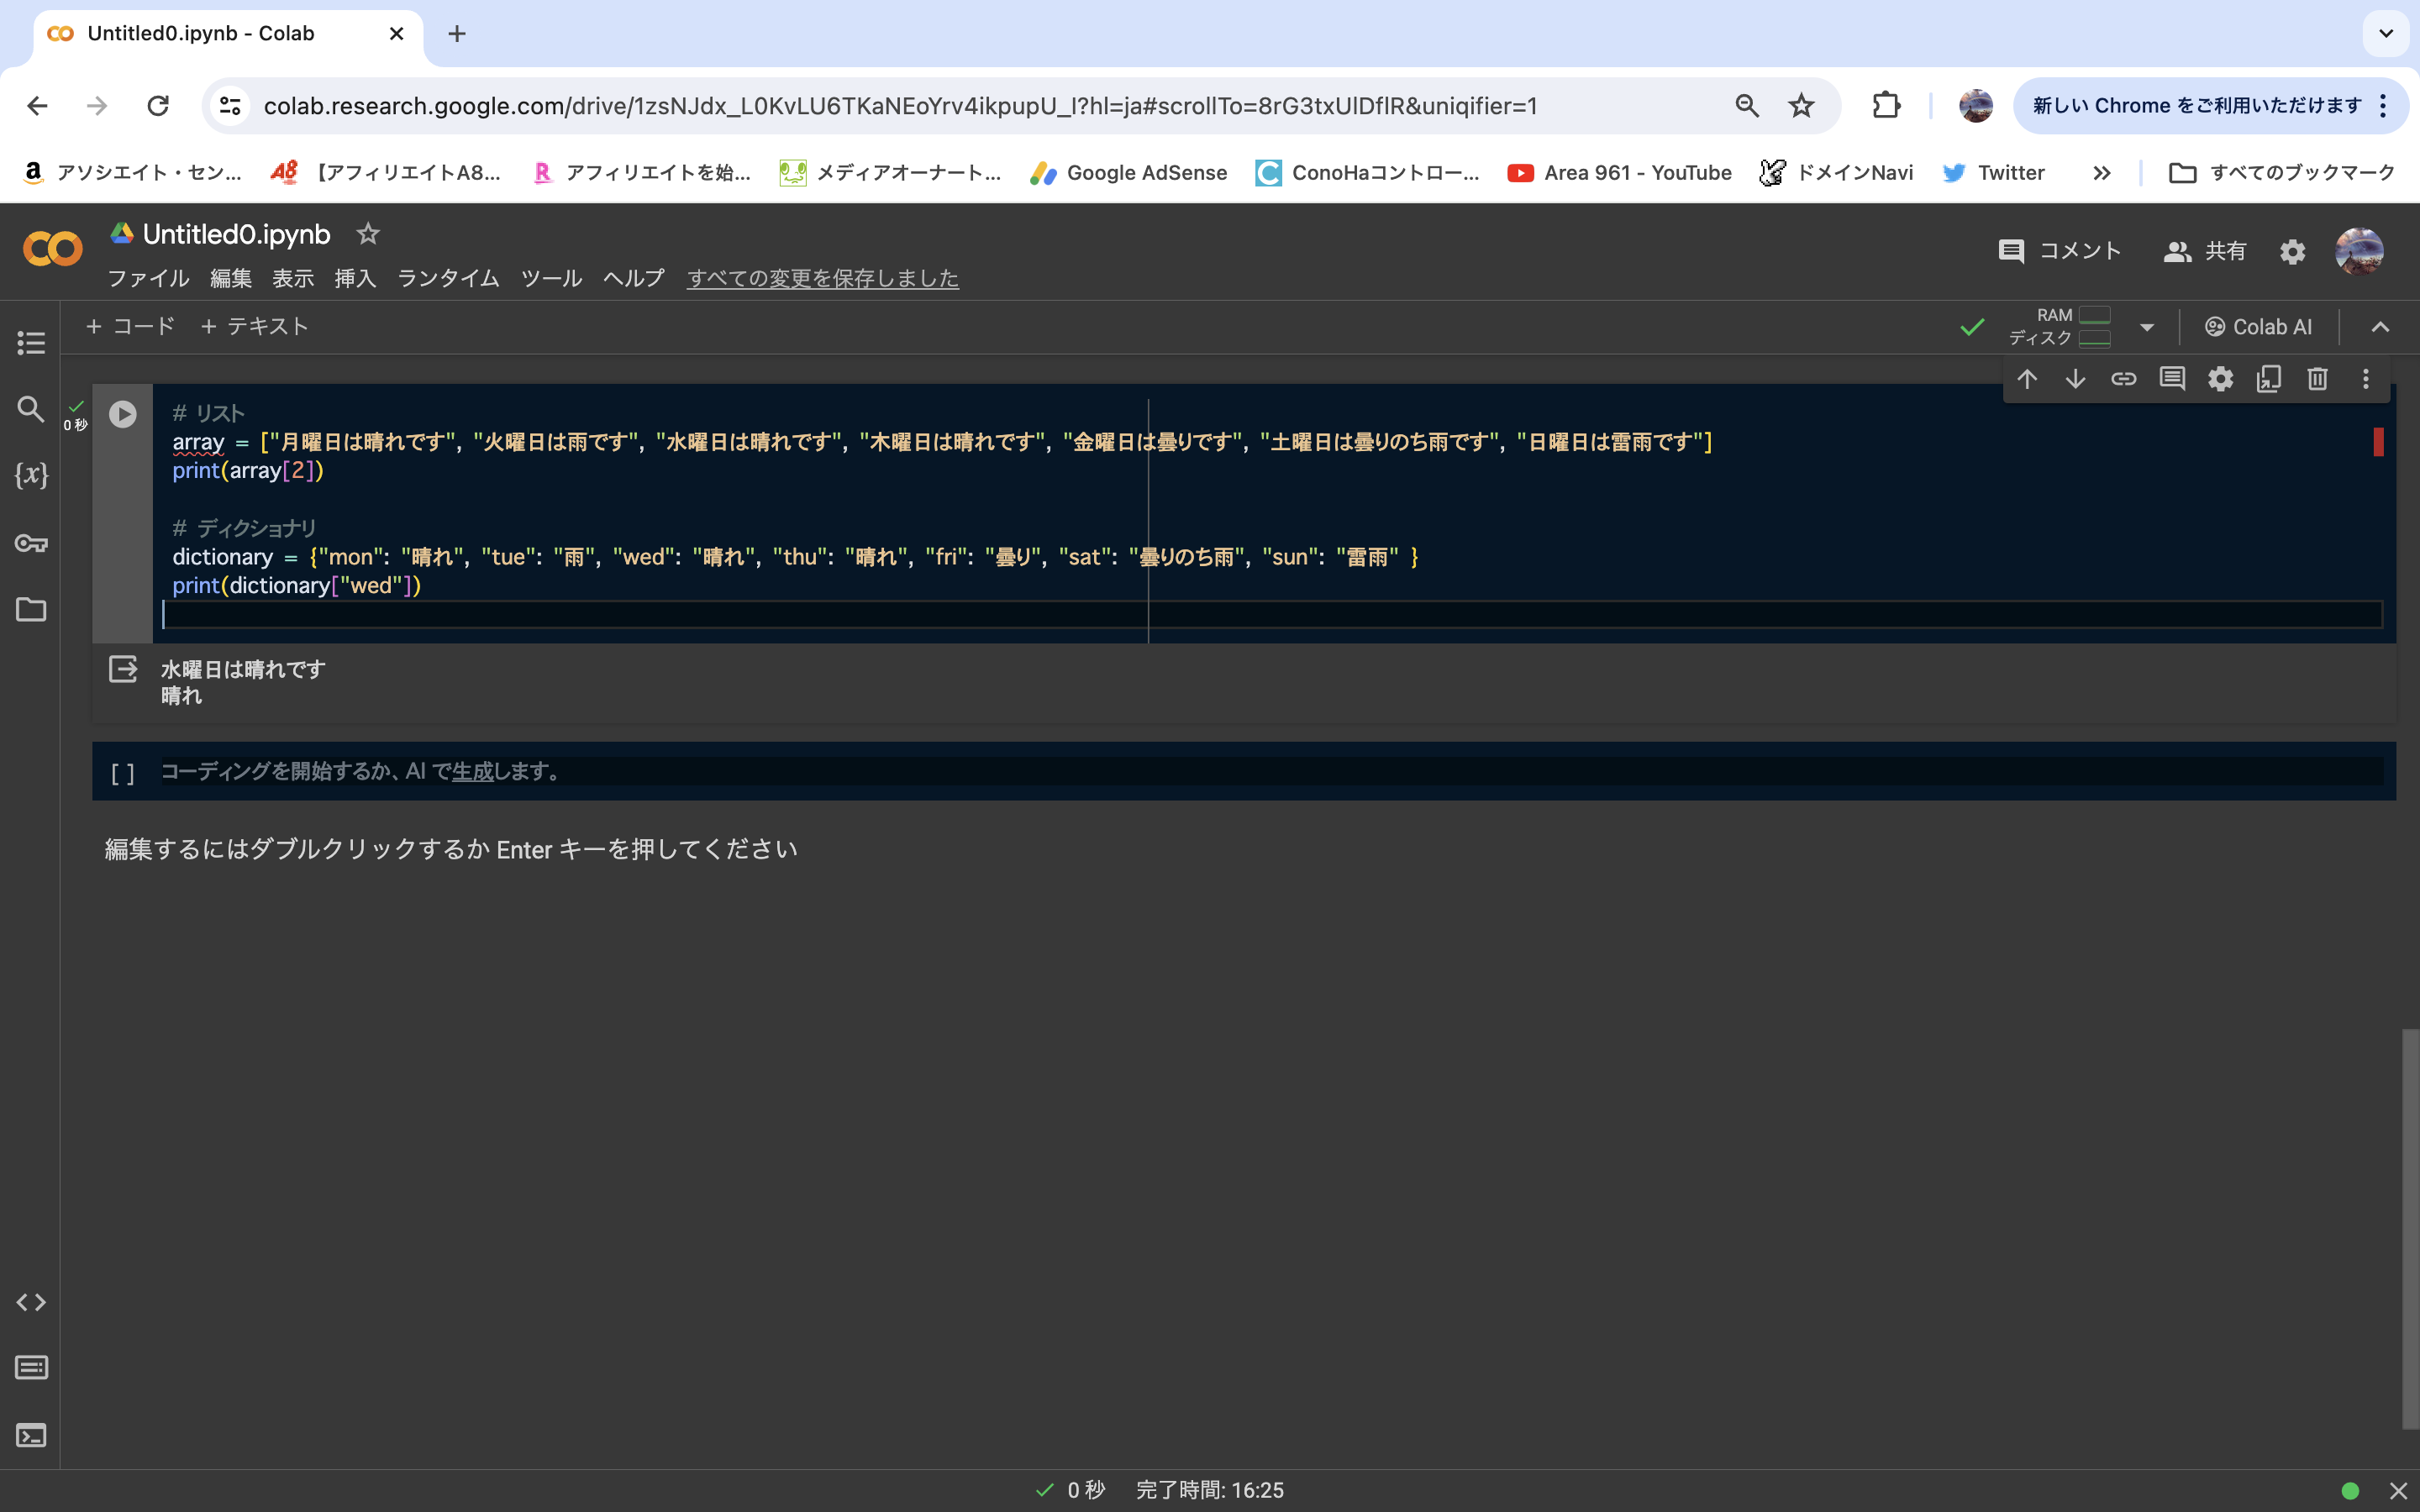 Untitled0.ipynb - Colab
colab.research.google.com/drive/1zsNJdx_L0KvLU6TKaNEoYrv4ikpupU_I?hl=ja#scrollTo=8rG3txUlDflR&uniqifier=1
新しい Chrome をご利用いただけます
アソシエイト・セン... 【アフィリエイトA8... アフィリエイトを始... メディアオーナート... Google AdSense ConoHaコントロー... Area 961 - YouTube ドメインNavi Twitter すべてのブックマーク
Untitled0.ipynb
コメント 共有
ファイル 編集 表示 挿入 ランタイム ツール ヘルプ すべての変更を保存しました
+ コード + テキスト
RAM
ディスク
Colab AI
0 秒
# リスト
array = ["月曜日は晴れです", "火曜日は雨です", "水曜日は晴れです", "木曜日は晴れです", "金曜日は曇りです", "土曜日は曇りのち雨です", "日曜日は雷雨です"]
print(array[2])
# ディクショナリ
dictionary = {"mon": "晴れ", "tue": "雨", "wed": "晴れ", "thu": "晴れ", "fri": "曇り", "sat": "曇りのち雨", "sun": "雷雨" }
print(dictionary["wed"])
水曜日は晴れです
晴れ
[ ] コーディングを開始するか、AI で生成します。
編集するにはダブルクリックするか Enter キーを押してください
0 秒 完了時間: 16:25